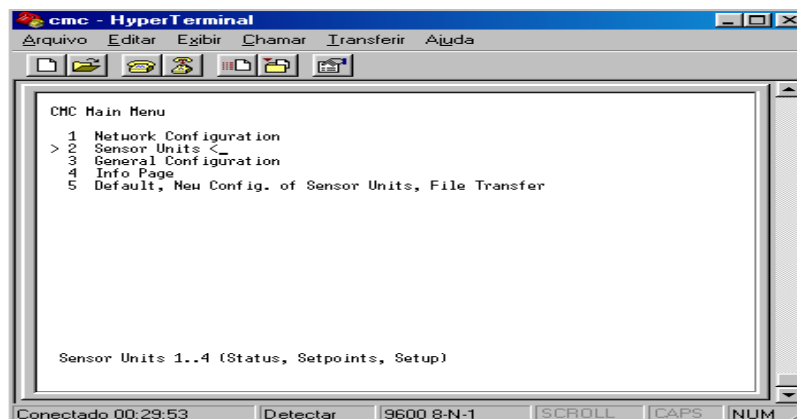 cmc - HyperTerminal
Arquivo Editar Exibir Chamar Transferir Ajuda
CMC Main Menu
1 Network Configuration
> 2 Sensor Units <_
3 General Configuration
4 Info Page
5 Default, New Config. of Sensor Units, File Transfer
Sensor Units 1..4 (Status, Setpoints, Setup)
Conectado 00:29:53 Detectar 9600 8-N-1 SCROLL CAPS NUM